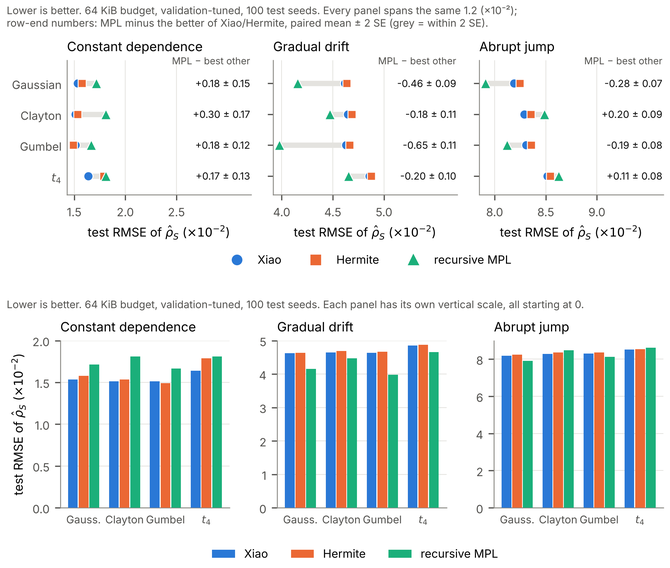 Lower is better. 64 KiB budget, validation-tuned, 100 test seeds. Every panel spans the same 1.2 (×10⁻²);
row-end numbers: MPL minus the better of Xiao/Hermite, paired mean ± 2 SE (grey = within 2 SE).
Constant dependence
Gradual drift
Abrupt jump
MPL − best other
MPL − best other
MPL − best other
Gaussian
+0.18 ± 0.15
-0.46 ± 0.09
-0.28 ± 0.07
Clayton
+0.30 ± 0.17
-0.18 ± 0.11
+0.20 ± 0.09
Gumbel
+0.18 ± 0.12
-0.65 ± 0.11
-0.19 ± 0.08
t₄
+0.17 ± 0.13
-0.20 ± 0.10
+0.11 ± 0.08
1.5 2.0 2.5
4.0 4.5 5.0
8.0 8.5 9.0
test RMSE of ρ̂_S (×10⁻²)
test RMSE of ρ̂_S (×10⁻²)
test RMSE of ρ̂_S (×10⁻²)
Xiao Hermite recursive MPL
Lower is better. 64 KiB budget, validation-tuned, 100 test seeds. Each panel has its own vertical scale, all starting at 0.
Constant dependence
Gradual drift
Abrupt jump
test RMSE of ρ̂_S (×10⁻²)
2.0
1.5
1.0
0.5
0.0
5
4
3
2
1
0
8
6
4
2
0
Gauss. Clayton Gumbel t₄
Gauss. Clayton Gumbel t₄
Gauss. Clayton Gumbel t₄
Xiao Hermite recursive MPL